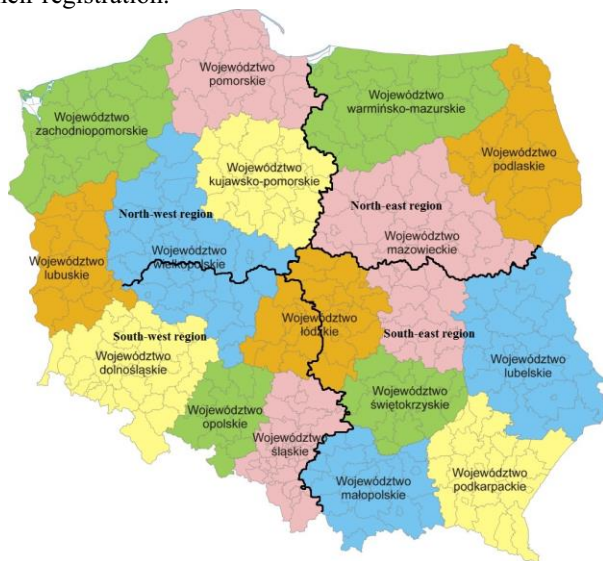 their registration.
Województwo
pomorskie
Województwo
warmińsko-mazurskie
Województwo
zachodniopomorskie
Województwo
podlaskie
Województwo
kujawsko-pomorskie
North-west region
North-east region
Województwo
mazowieckie
Województwo
wielkopolskie
Województwo
lubuskie
Województwo
łódzkie
South-west region
South-east region
Województwo
dolnośląskie
Województwo
lubelskie
Województwo
opolskie
Województwo
świętokrzyskie
Województwo
śląskie
Województwo
małopolskie
Województwo
podkarpackie